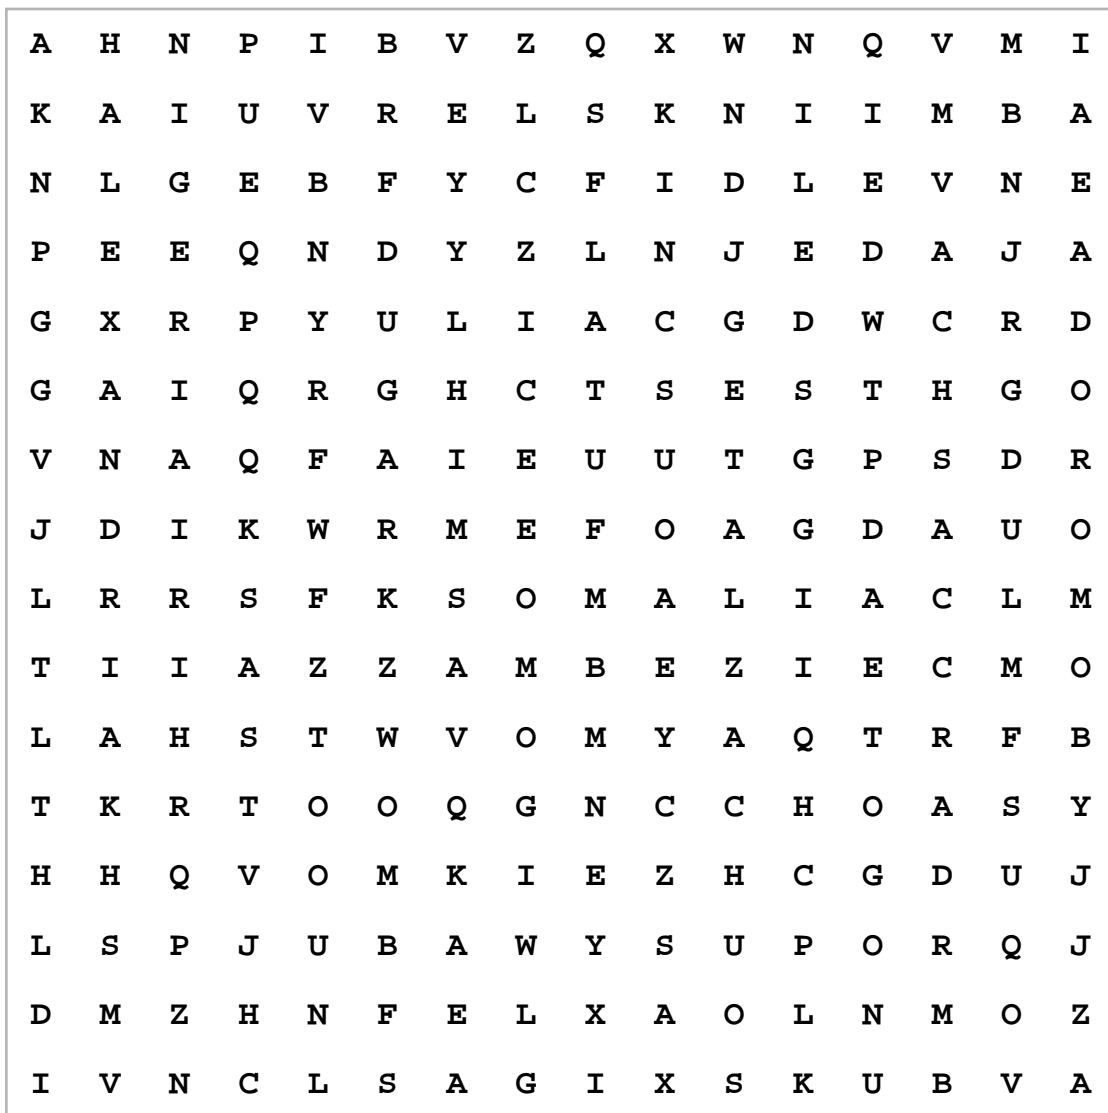 A H N P I B V Z Q X W N Q V M I
K A I U V R E L S K N I I M B A
N L G E B F Y C F I D L E V N E
P E E Q N D Y Z L N J E D A J A
G X R P Y U L I A C G D W C R D
G A I Q R G H C T S E S T H G O
V N A Q F A I E U U T G P S D R
J D I K W R M E F O A G D A U O
L R R S F K S O M A L I A C L M
T I I A Z Z A M B E Z I E C M O
L A H S T W V O M Y A Q T R F B
T K R T O O Q G N C C H O A S Y
H H Q V O M K I E Z H C G D U J
L S P J U B A W Y S U P O R Q J
D M Z H N F E L X A O L N M O Z
I V N C L S A G I X S K U B V A